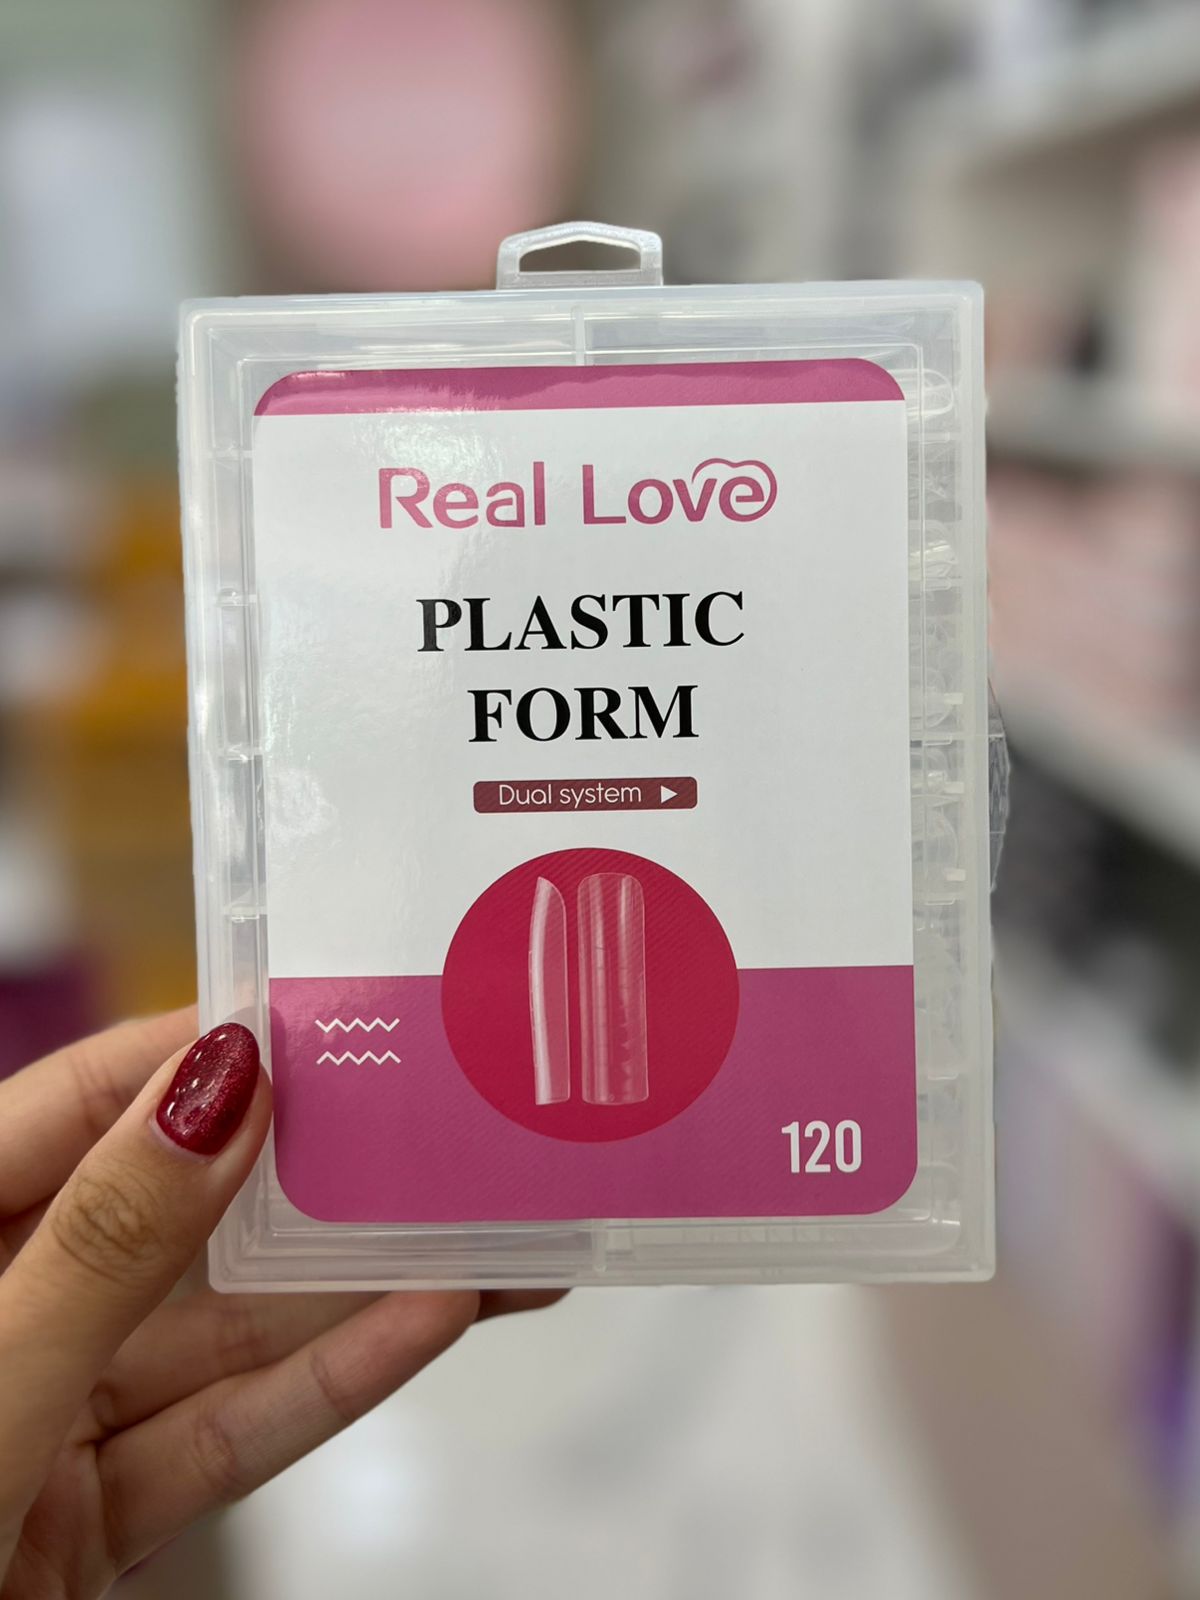 Real Love
PLASTIC
FORM
Dual system
120